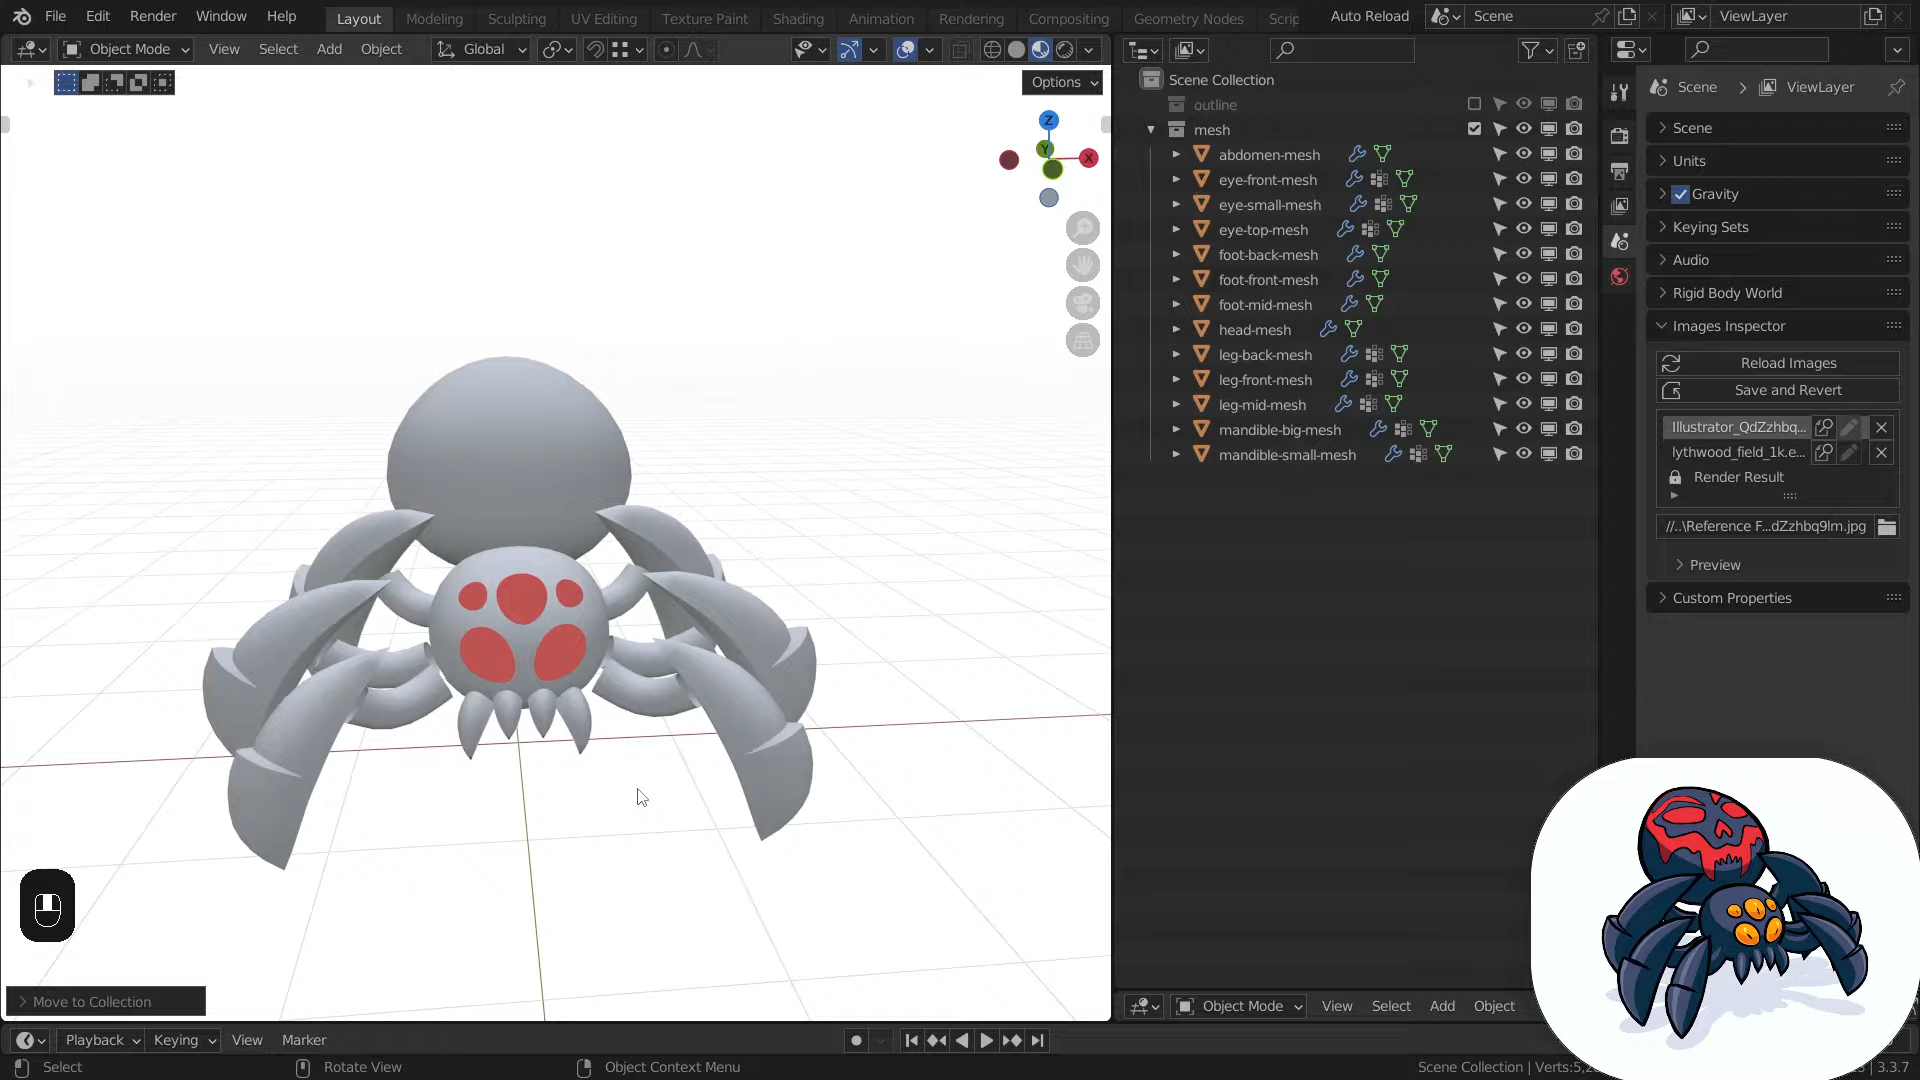 File Edit Render Window Help Layout Modeling Sculpting UV Editing Texture Paint Shading Animation Rendering Compositing Geometry Nodes Scrip Auto Reload Scene ViewLayer
Object Mode View Select Add Object Global
Options
Z
Y
X
Scene Collection
outline
mesh
abdomen-mesh
eye-front-mesh
eye-small-mesh
eye-top-mesh
foot-back-mesh
foot-front-mesh
foot-mid-mesh
head-mesh
leg-back-mesh
leg-front-mesh
leg-mid-mesh
mandible-big-mesh
mandible-small-mesh
Scene > ViewLayer
Scene
Units
Gravity
Keying Sets
Audio
Rigid Body World
Images Inspector
Reload Images
Save and Revert
Illustrator_QdZzhbq...
lythwood_field_1k.e...
Render Result
//..\Reference F...dZzhbq9lm.jpg
Preview
Custom Properties
Move to Collection
Object Mode View Select Add Object
Playback Keying View Marker
Select Rotate View Object Context Menu
Scene Collection | Verts:5,2
3.3.7